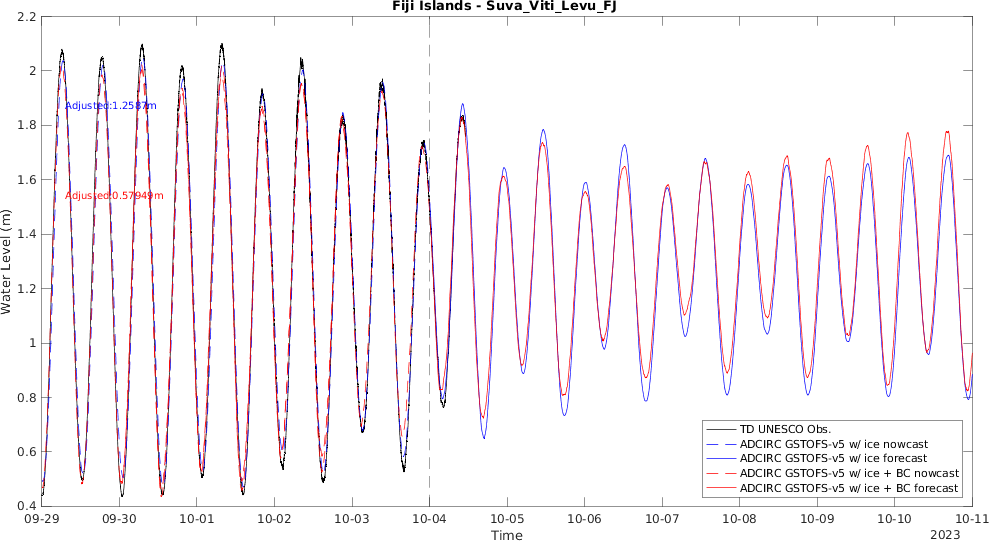 Fiji Islands - Suva_Viti_Levu_FJ
2.2
2
1.8
1.6
1.4
1.2
1
0.8
0.6
0.4
Water Level (m)
Adjusted:1.2587m
Adjusted:0.57949m
TD UNESCO Obs.
ADCIRC GSTOFS-v5 w/ ice nowcast
ADCIRC GSTOFS-v5 w/ ice forecast
ADCIRC GSTOFS-v5 w/ ice + BC nowcast
ADCIRC GSTOFS-v5 w/ ice + BC forecast
09-29 09-30 10-01 10-02 10-03 10-04 10-05 10-06 10-07 10-08 10-09 10-10 10-11
Time
2023